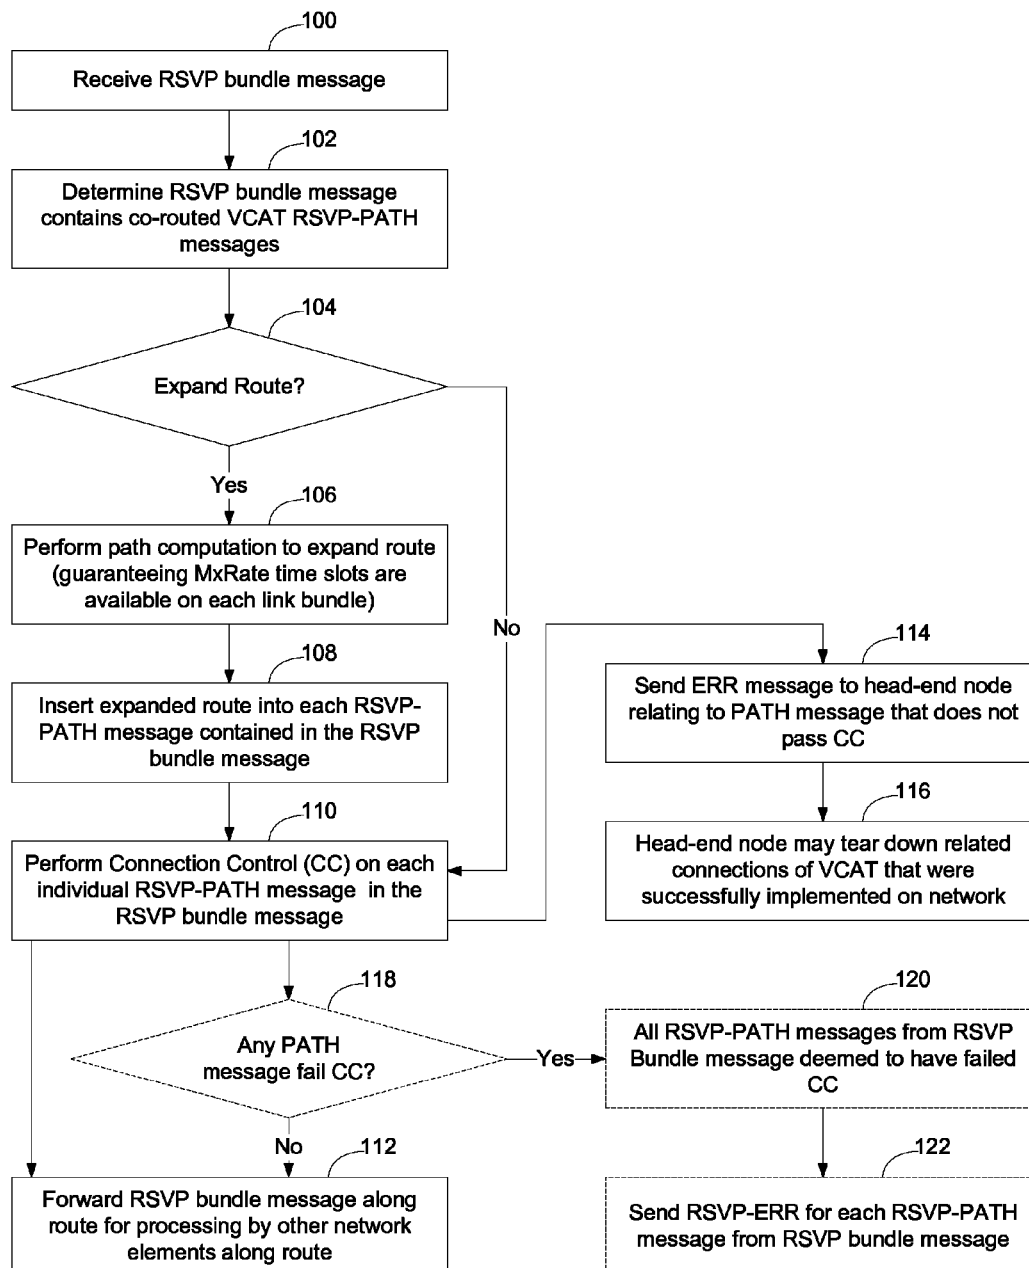 100
Receive RSVP bundle message
102
Determine RSVP bundle message
contains co-routed VCAT RSVP-PATH
messages
104
Expand Route?
Yes
No
106
Perform path computation to expand route
(guaranteeing MxRate time slots are
available on each link bundle)
108
Insert expanded route into each RSVP-
PATH message contained in the RSVP
bundle message
110
Perform Connection Control (CC) on each
individual RSVP-PATH message in the
RSVP bundle message
114
Send ERR message to head-end node
relating to PATH message that does not
pass CC
116
Head-end node may tear down related
connections of VCAT that were
successfully implemented on network
118
Any PATH
message fail CC?
Yes
No
120
All RSVP-PATH messages from RSVP
Bundle message deemed to have failed
CC
112
Forward RSVP bundle message along
route for processing by other network
elements along route
122
Send RSVP-ERR for each RSVP-PATH
message from RSVP bundle message